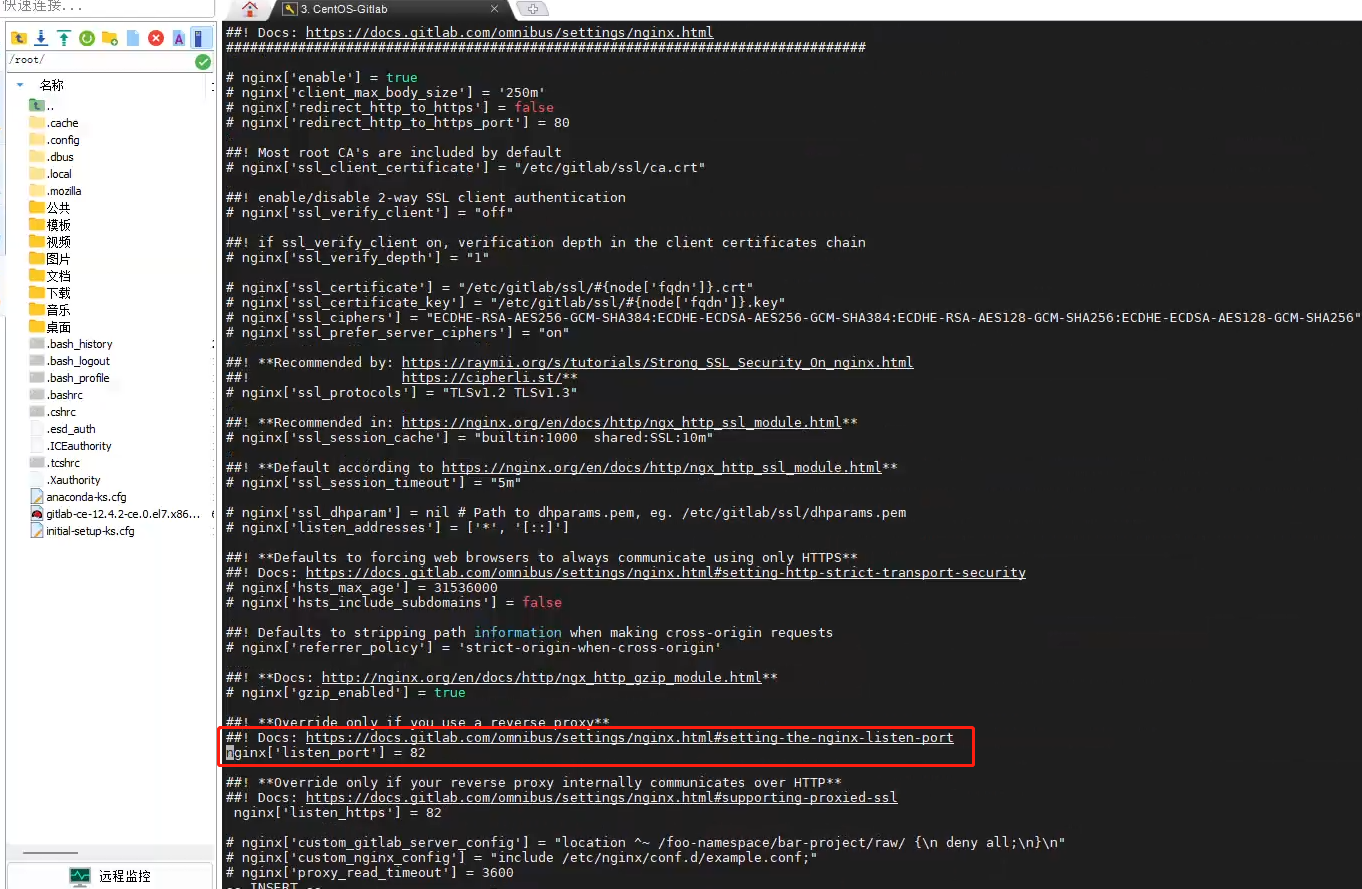 快速连接...
3. CentOS-Gitlab
/root/
名称
..
.cache
.config
.dbus
.local
.mozilla
公共
模板
视频
图片
文档
下载
音乐
桌面
.bash_history
.bash_logout
.bash_profile
.bashrc
.cshrc
.esd_auth
.ICEauthority
.tcshrc
.Xauthority
anaconda-ks.cfg
gitlab-ce-12.4.2-ce.0.el7.x86...
initial-setup-ks.cfg
远程监控
##! Docs: https://docs.gitlab.com/omnibus/settings/nginx.html
################################################################################
# nginx['enable'] = true
# nginx['client_max_body_size'] = '250m'
# nginx['redirect_http_to_https'] = false
# nginx['redirect_http_to_https_port'] = 80
##! Most root CA's are included by default
# nginx['ssl_client_certificate'] = "/etc/gitlab/ssl/ca.crt"
##! enable/disable 2-way SSL client authentication
# nginx['ssl_verify_client'] = "off"
##! if ssl_verify_client on, verification depth in the client certificates chain
# nginx['ssl_verify_depth'] = "1"
# nginx['ssl_certificate'] = "/etc/gitlab/ssl/#{node['fqdn']}.crt"
# nginx['ssl_certificate_key'] = "/etc/gitlab/ssl/#{node['fqdn']}.key"
# nginx['ssl_ciphers'] = "ECDHE-RSA-AES256-GCM-SHA384:ECDHE-ECDSA-AES256-GCM-SHA384:ECDHE-RSA-AES128-GCM-SHA256:ECDHE-ECDSA-AES128-GCM-SHA256"
# nginx['ssl_prefer_server_ciphers'] = "on"
##! **Recommended by: https://raymii.org/s/tutorials/Strong_SSL_Security_On_nginx.html
##! https://cipherli.st/**
# nginx['ssl_protocols'] = "TLSv1.2 TLSv1.3"
##! **Recommended in: https://nginx.org/en/docs/http/ngx_http_ssl_module.html**
# nginx['ssl_session_cache'] = "builtin:1000  shared:SSL:10m"
##! **Default according to https://nginx.org/en/docs/http/ngx_http_ssl_module.html**
# nginx['ssl_session_timeout'] = "5m"
# nginx['ssl_dhparam'] = nil # Path to dhparams.pem, eg. /etc/gitlab/ssl/dhparams.pem
# nginx['listen_addresses'] = ['*', '[::]']
##! **Defaults to forcing web browsers to always communicate using only HTTPS**
##! Docs: https://docs.gitlab.com/omnibus/settings/nginx.html#setting-http-strict-transport-security
# nginx['hsts_max_age'] = 31536000
# nginx['hsts_include_subdomains'] = false
##! Defaults to stripping path information when making cross-origin requests
# nginx['referrer_policy'] = 'strict-origin-when-cross-origin'
##! **Docs: http://nginx.org/en/docs/http/ngx_http_gzip_module.html**
# nginx['gzip_enabled'] = true
##! **Override only if you use a reverse proxy**
##! Docs: https://docs.gitlab.com/omnibus/settings/nginx.html#setting-the-nginx-listen-port
nginx['listen_port'] = 82
##! **Override only if your reverse proxy internally communicates over HTTP**
##! Docs: https://docs.gitlab.com/omnibus/settings/nginx.html#supporting-proxied-ssl
nginx['listen_https'] = 82
# nginx['custom_gitlab_server_config'] = "location ^~ /foo-namespace/bar-project/raw/ {\n deny all;\n}\n"
# nginx['custom_nginx_config'] = "include /etc/nginx/conf.d/example.conf;"
# nginx['proxy_read_timeout'] = 3600
-- INSERT --